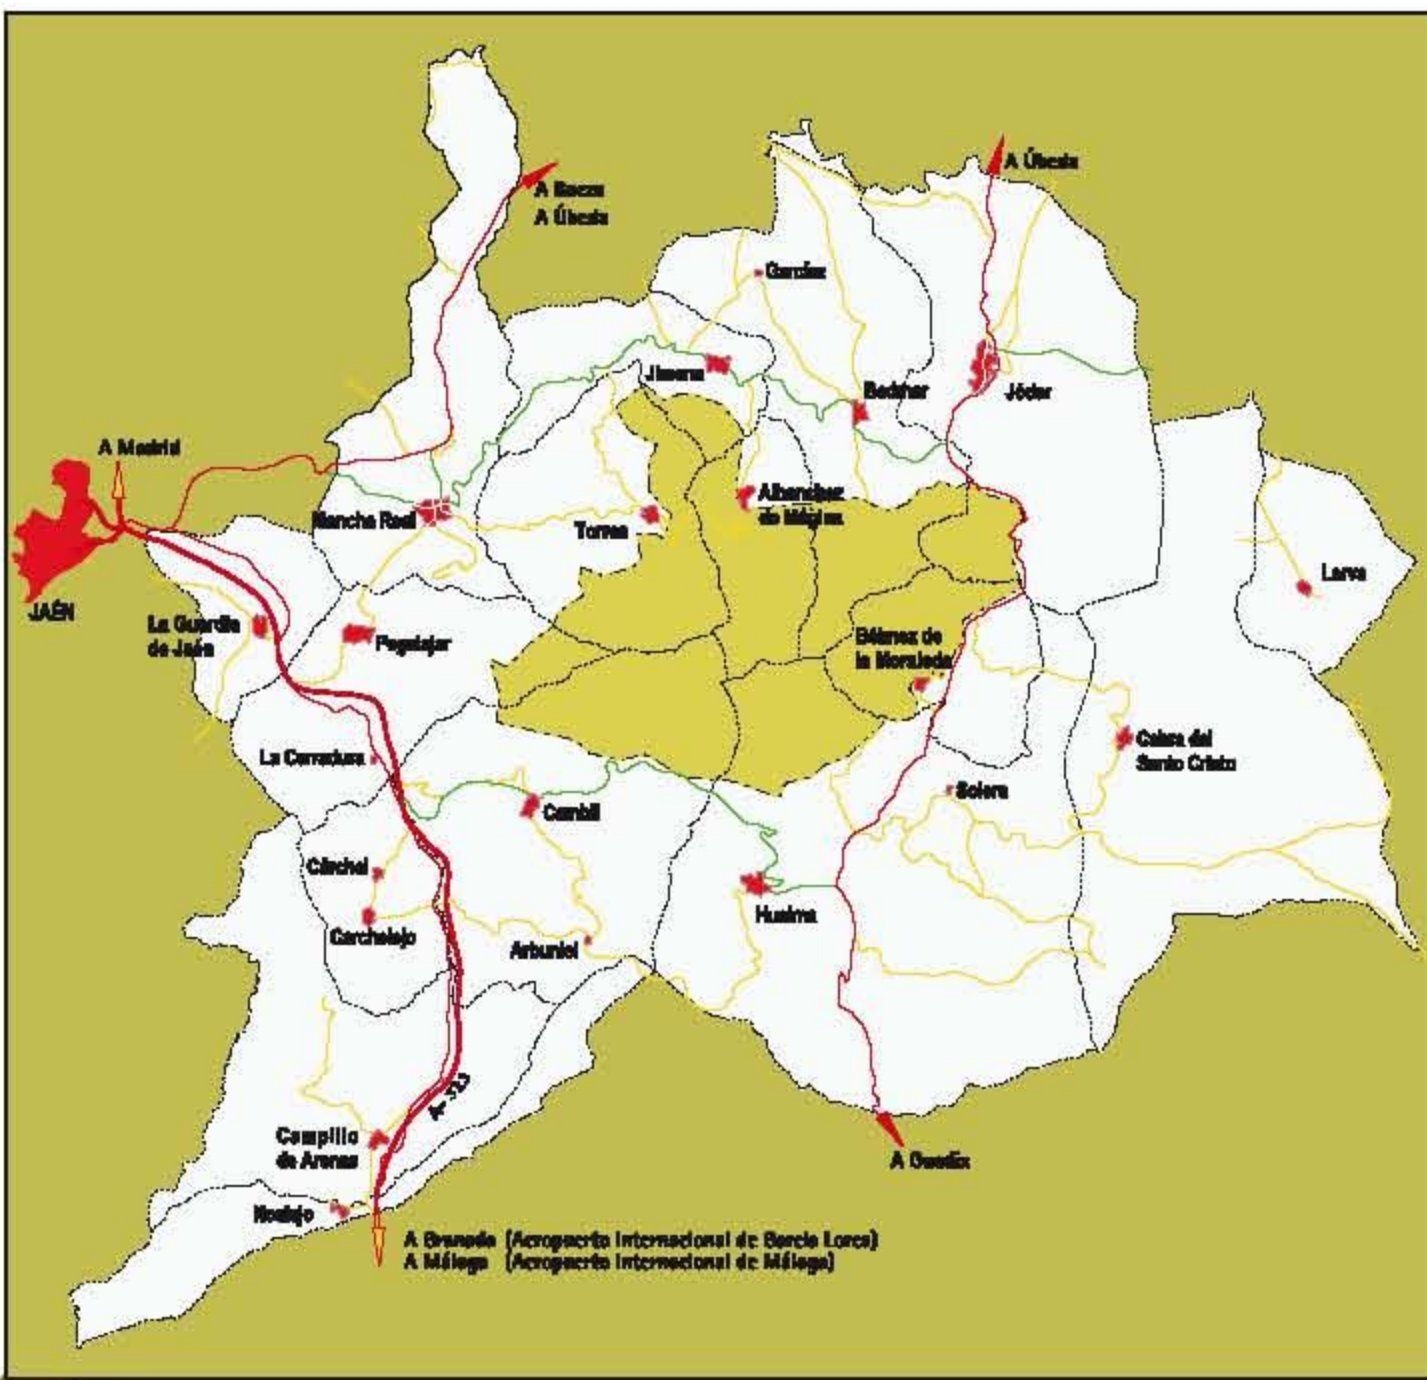 A Úbeda
A Baeza
A Úbeda
Garcíez
Jimena
Bedmar
Jódar
A Madrid
Albanchez
de Mágina
Mancha Real
Torres
Larva
JAÉN
La Guardia
de Jaén
Pegalajar
Bélmez de
la Moraleda
La Cerradura
Cabra del
Santo Cristo
Solera
Cambil
Cárchel
Huelma
Carchelejo
Arbuniel
A-323
Campillo
de Arenas
A Guadix
Noalejo
A Granada (Aeropuerto Internacional de García Lorca)
A Málaga (Aeropuerto Internacional de Málaga)